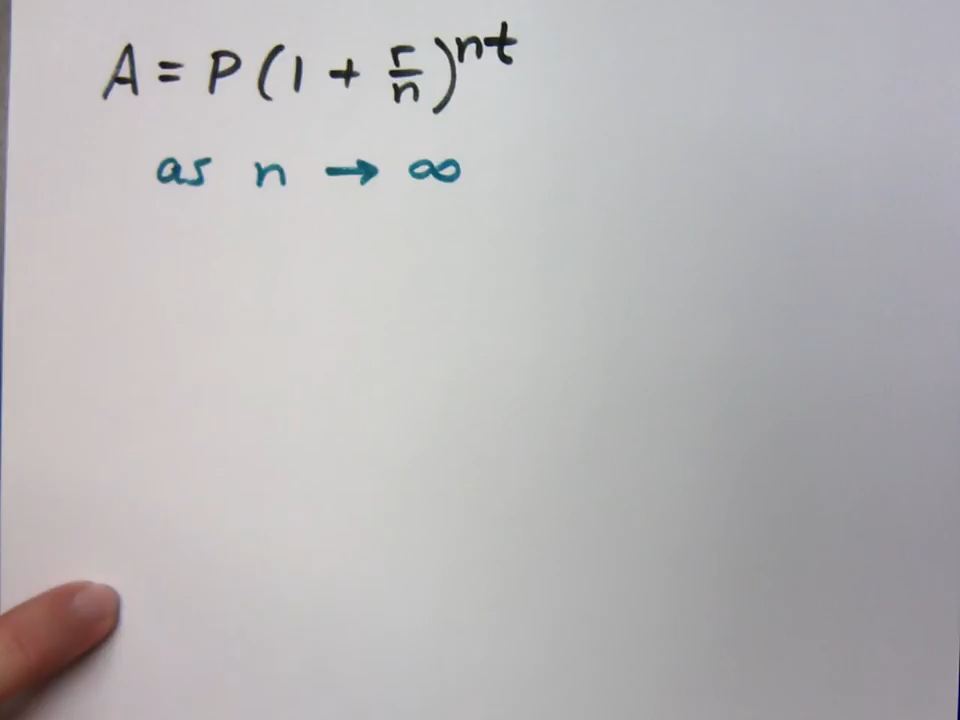 A = P(1 + r/n)^nt
as n → ∞